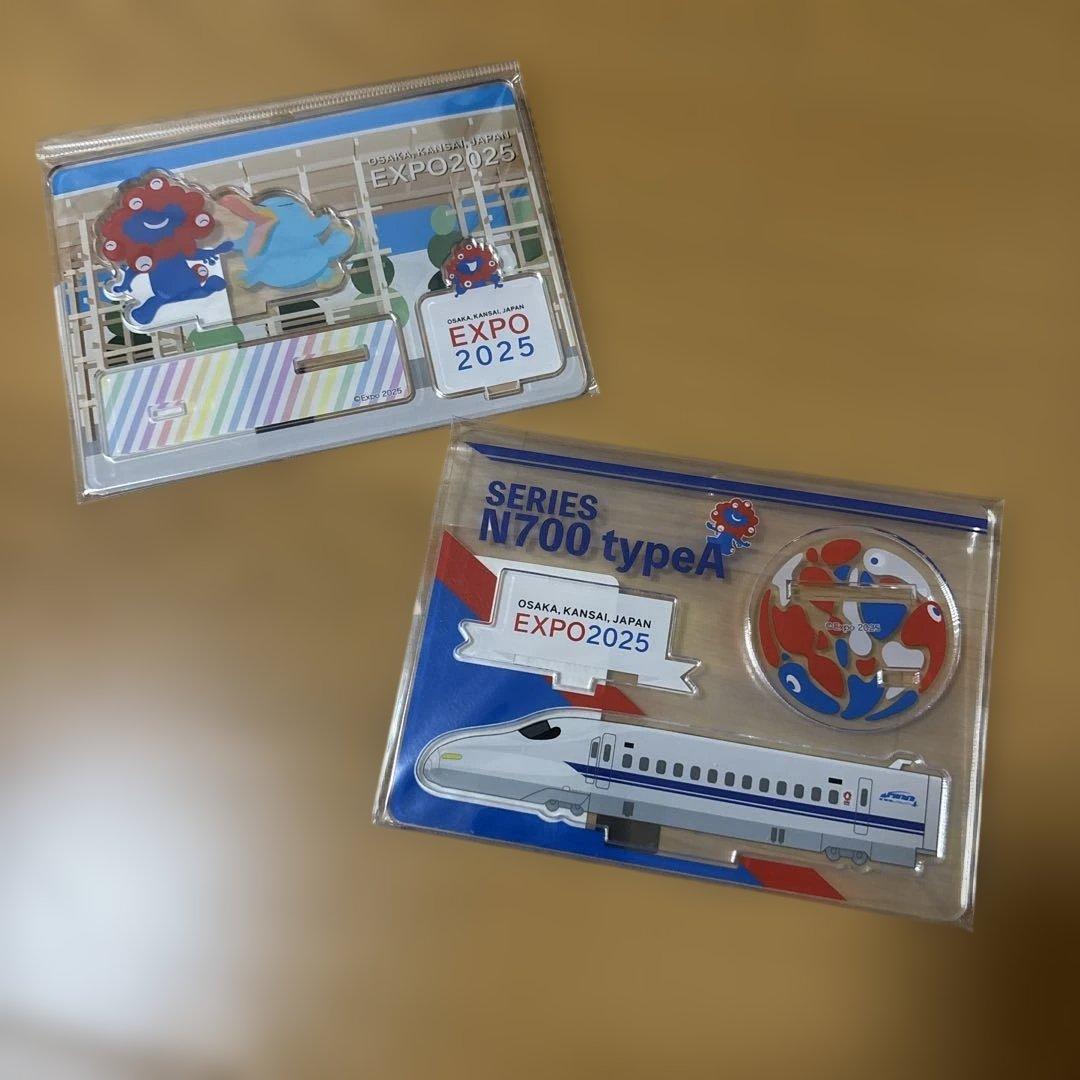 OSAKA, KANSAI, JAPAN
EXPO2025
OSAKA, KANSAI, JAPAN
EXPO
2025
©Expo 2025
SERIES
N700 typeA
OSAKA, KANSAI, JAPAN
EXPO2025
©Expo 2025